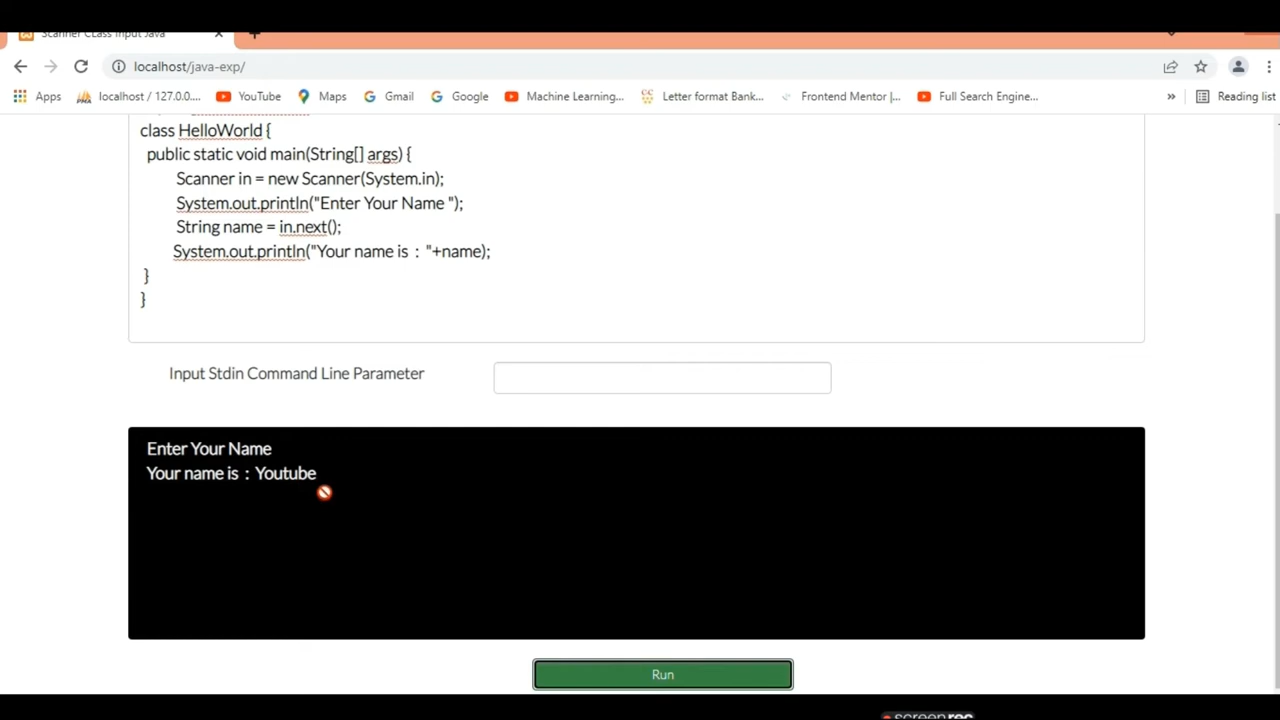 Scanner CLass Input Java
localhost/java-exp/
Apps localhost / 127.0.0.... YouTube Maps Gmail Google Machine Learning,... Letter format Bank... Frontend Mentor |... Full Search Engine... » Reading list
class HelloWorld {
public static void main(String[] args) {
Scanner in = new Scanner(System.in);
System.out.println("Enter Your Name ");
String name = in.next();
System.out.println("Your name is : "+name);
}
}
Input Stdin Command Line Parameter
Enter Your Name
Your name is : Youtube
Run
screenrec